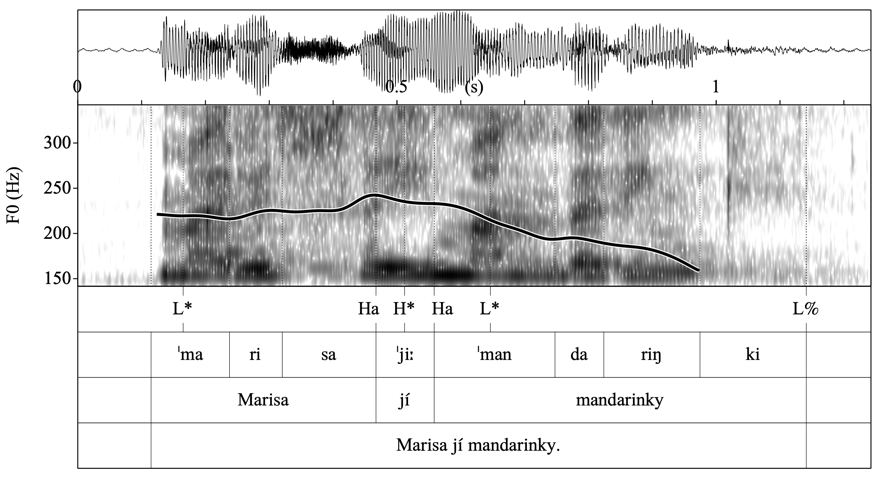 0 0.5 (s) 1
F0 (Hz)
300
250
200
150
L* Ha H* Ha L* L%
ˈma ri sa ˈjiː ˈman da riŋ ki
Marisa jí mandarinky
Marisa jí mandarinky.